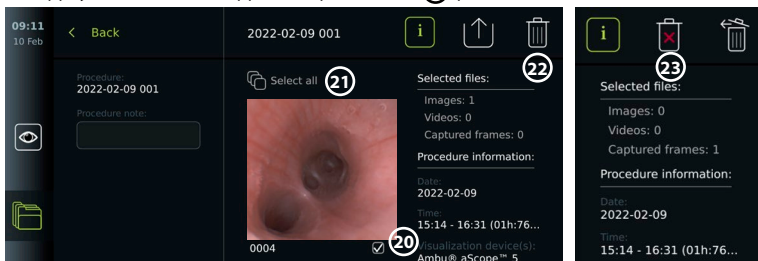 09:11
10 Feb
Back
2022-02-09 001
i
22
Procedure:
2022-02-09 001
Procedure note:
Select all
21
0004
20
Selected files:
Images: 1
Videos: 0
Captured frames: 0
Procedure information:
Date:
2022-02-09
Time:
15:14 - 16:31 (01h:76...
Visualization device(s):
Ambu® aScope™ 5
i
23
Selected files:
Images: 0
Videos: 0
Captured frames: 1
Procedure information:
Date:
2022-02-09
Time:
15:14 - 16:31 (01h:76...